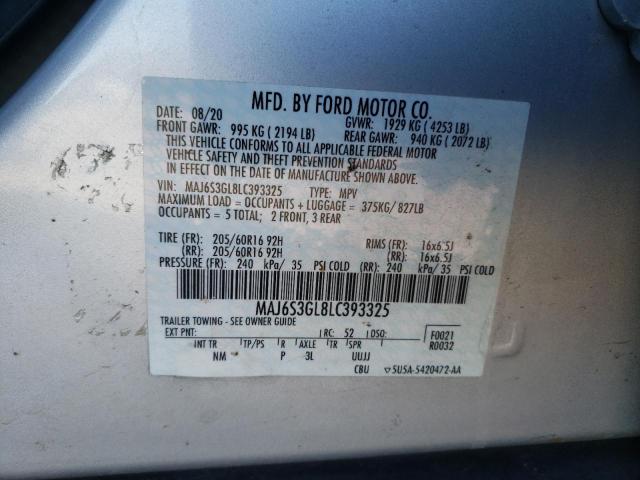 MFD. BY FORD MOTOR CO.
DATE: 08/20 GVWR: 1929 KG ( 4253 LB)
FRONT GAWR: 995 KG ( 2194 LB) REAR GAWR: 940 KG ( 2072 LB)
THIS VEHICLE CONFORMS TO ALL APPLICABLE FEDERAL MOTOR
VEHICLE SAFETY AND THEFT PREVENTION STANDARDS
IN EFFECT ON THE DATE OF MANUFACTURE SHOWN ABOVE.
VIN: MAJ6S3GL8LC393325 TYPE: MPV
MAXIMUM LOAD = OCCUPANTS + LUGGAGE = 375KG/ 827LB
OCCUPANTS = 5 TOTAL; 2 FRONT, 3 REAR
TIRE (FR): 205/60R16 92H RIMS (FR): 16x6.5J
(RR): 205/60R16 92H (RR): 16x6.5J
PRESSURE (FR): 240 kPa/ 35 PSI COLD (RR): 240 kPa/ 35 PSI COLD
MAJ6S3GL8LC393325
TRAILER TOWING - SEE OWNER GUIDE
EXT PNT: RC: 52 DSO: F0021
INT TR TP/PS R AXLE TR SPR R0032
NM P 3L UUJJ
CBU 5U5A-5420472-AA